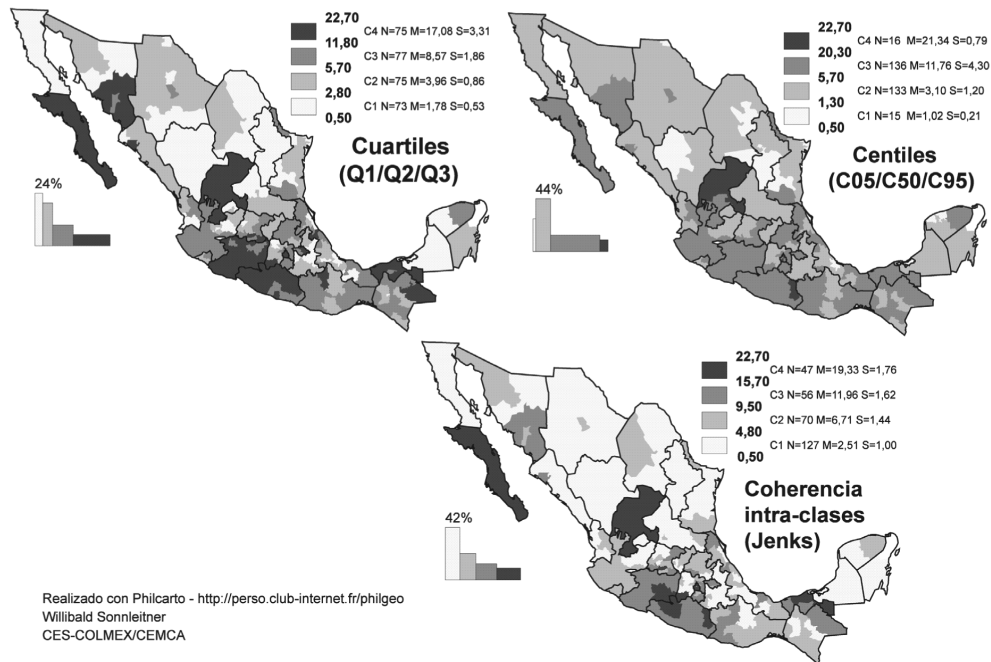 22,70
C4 N=75 M=17,08 S=3,31
11,80
C3 N=77 M=8,57 S=1,86
5,70
C2 N=75 M=3,96 S=0,86
2,80
C1 N=73 M=1,78 S=0,53
0,50
Cuartiles
(Q1/Q2/Q3)
24%
22,70
C4 N=16 M=21,34 S=0,79
20,30
C3 N=136 M=11,76 S=4,30
5,70
C2 N=133 M=3,10 S=1,20
1,30
C1 N=15 M=1,02 S=0,21
0,50
Centiles
(C05/C50/C95)
44%
22,70
C4 N=47 M=19,33 S=1,76
15,70
C3 N=56 M=11,96 S=1,62
9,50
C2 N=70 M=6,71 S=1,44
4,80
C1 N=127 M=2,51 S=1,00
0,50
Coherencia
intra-clases
(Jenks)
42%
Realizado con Philcarto - http://perso.club-internet.fr/philgeo
Willibald Sonnleitner
CES-COLMEX/CEMCA